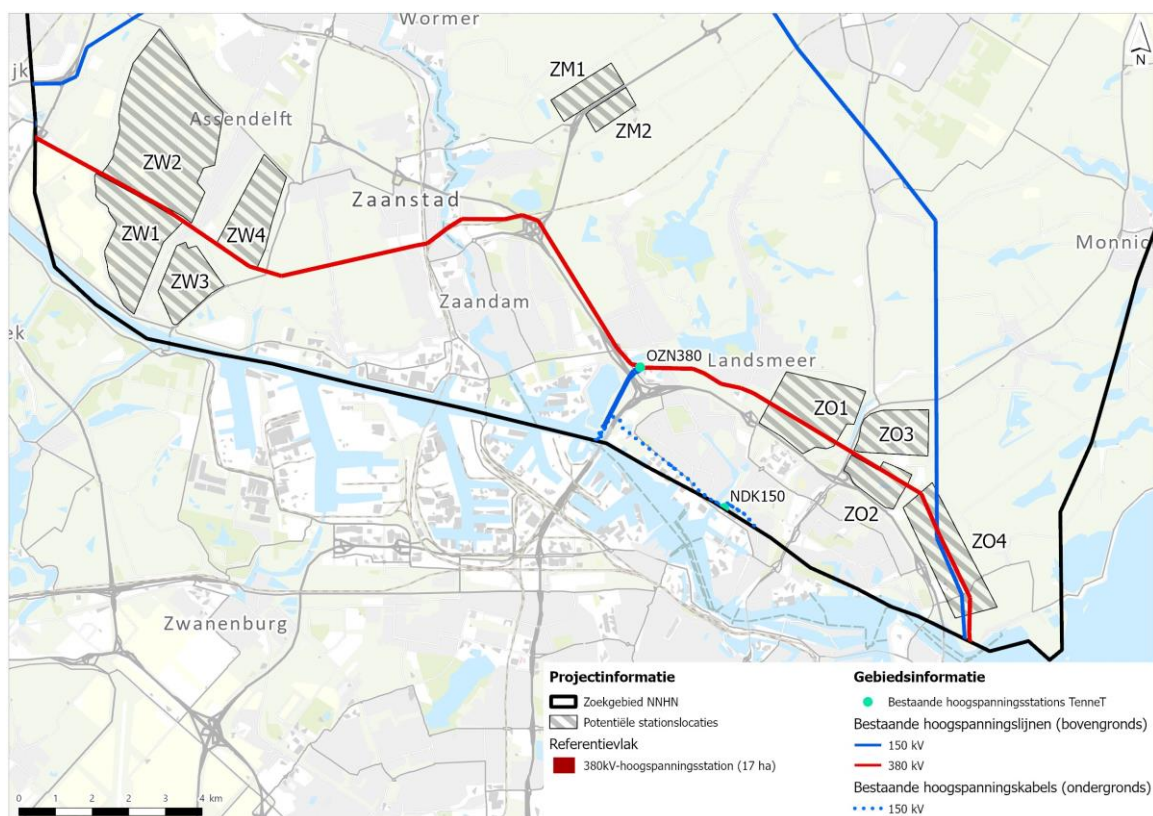 Wormer
ZM1
ZM2
N
ijk
Assendelft
ZW2
Zaanstad
ZW1
ZW4
ZW3
Monnic
Zaandam
ek
OZN380
Landsmeer
ZO1
ZO3
NDK150
ZO2
ZO4
Zwanenburg
Projectinformatie
Zoekgebied NNHN
Potentiële stationslocaties
Referentievlak
380kV-hoogspanningsstation (17 ha)
Gebiedsinformatie
Bestaande hoogspanningsstations TenneT
Bestaande hoogspanningslijnen (bovengronds)
150 kV
380 kV
Bestaande hoogspanningskabels (ondergronds)
150 kV
0 1 2 3 4 km